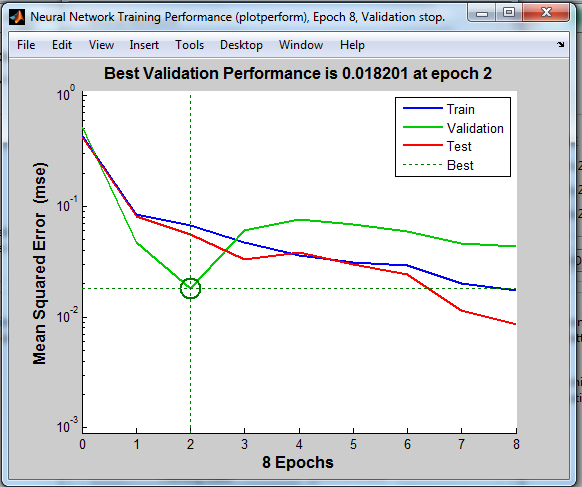 Neural Network Training Performance (plotperform), Epoch 8, Validation stop.
File Edit View Insert Tools Desktop Window Help
Best Validation Performance is 0.018201 at epoch 2
Mean Squared Error (mse)
10^0
10^-1
10^-2
10^-3
Train
Validation
Test
Best
0 1 2 3 4 5 6 7 8
8 Epochs